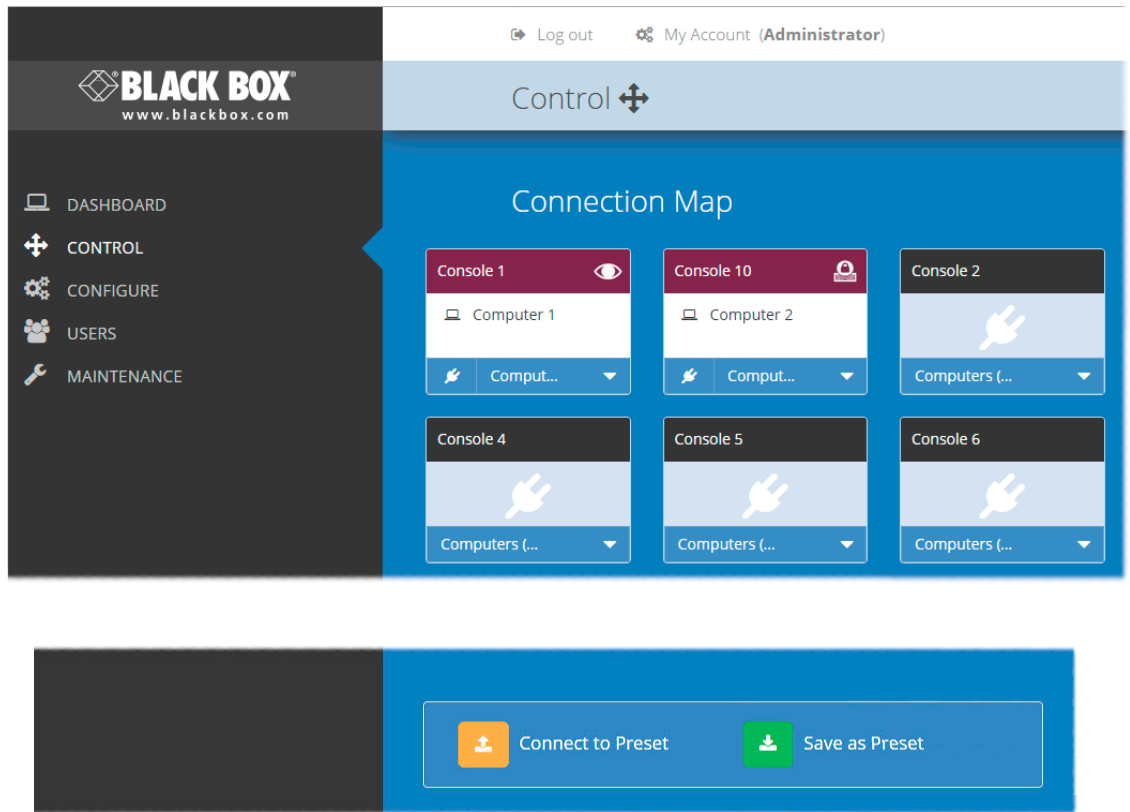 Log out My Account (Administrator)
BLACK BOX®
www.blackbox.com
Control
DASHBOARD
CONTROL
CONFIGURE
USERS
MAINTENANCE
Connection Map
Console 1 Console 10 Console 2
Computer 1 Computer 2
Comput... Comput... Computers (...
Console 4 Console 5 Console 6
Computers (... Computers (... Computers (...
Connect to Preset Save as Preset